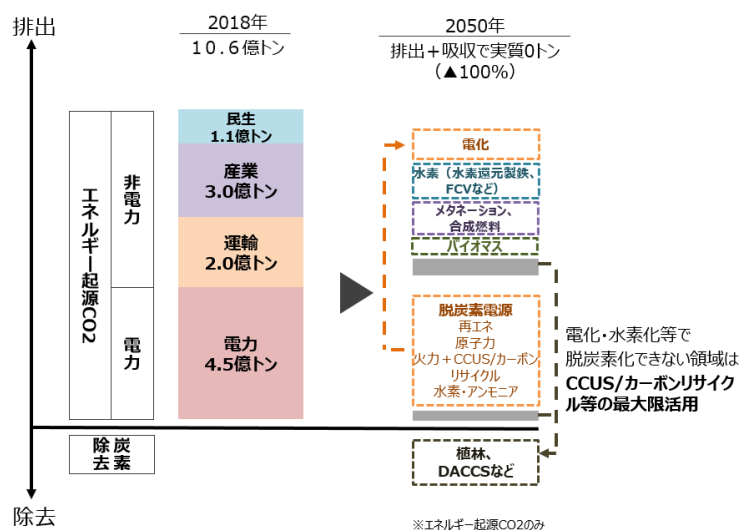 排出
2018年
10.6億トン
2050年
排出+吸収で実質0トン
(▲100%)
エネルギー起源CO2
非電力
電力
民生
1.1億トン
産業
3.0億トン
運輸
2.0億トン
電力
4.5億トン
電化
水素(水素還元製鉄、
FCVなど)
メタネーション、
合成燃料
バイオマス
脱炭素電源
再エネ
原子力
火力+CCUS/カーボン
リサイクル
水素・アンモニア
電化・水素化等で
脱炭素化できない領域は
CCUS/カーボンリサイク
ル等の最大限活用
炭素
除去
植林、
DACCSなど
除去
※エネルギー起源CO2のみ